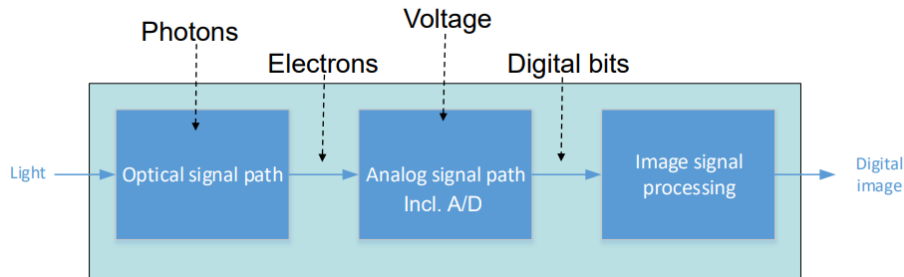 Photons
Voltage
Electrons
Digital bits
Light
Optical signal path
Analog signal path
Incl. A/D
Image signal
processing
Digital
image